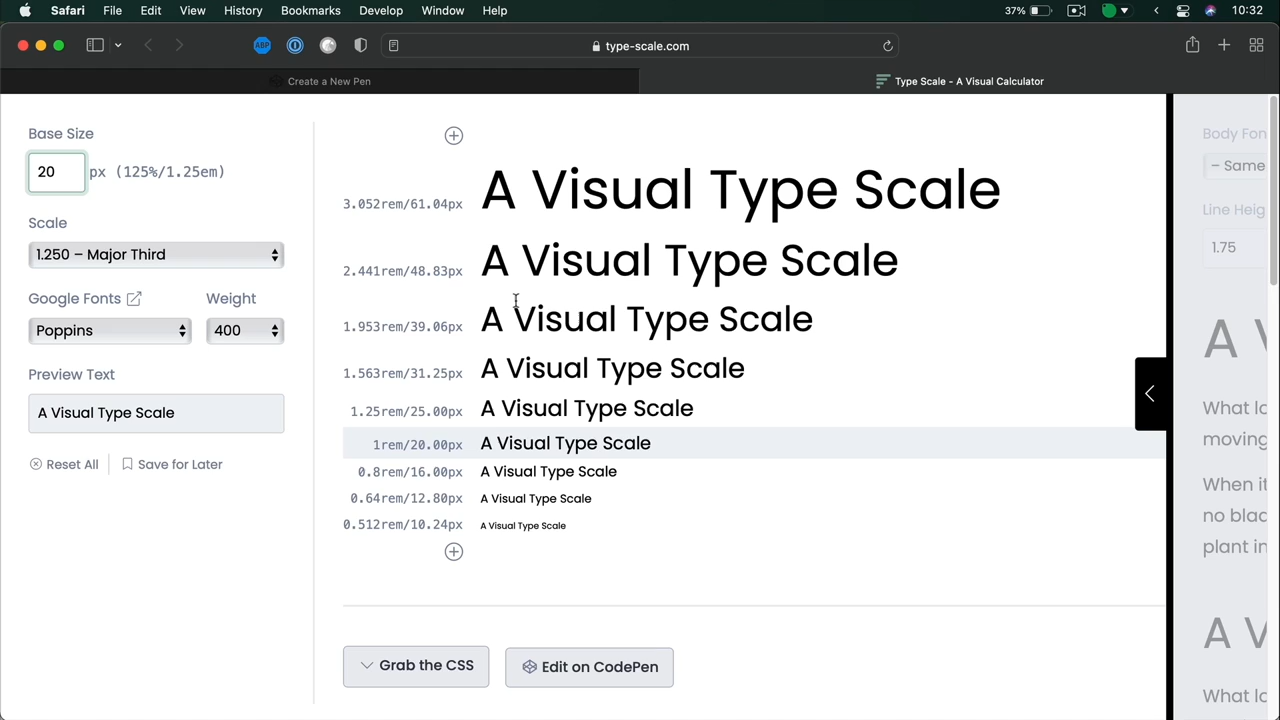 Safari File Edit View History Bookmarks Develop Window Help 37% 10:32
ABP type-scale.com
Create a New Pen Type Scale - A Visual Calculator
Base Size
20 px (125%/1.25em)
Scale
1.250 – Major Third
Google Fonts Weight
Poppins 400
Preview Text
A Visual Type Scale
Reset All Save for Later
3.052rem/61.04px A Visual Type Scale
2.441rem/48.83px A Visual Type Scale
1.953rem/39.06px A Visual Type Scale
1.563rem/31.25px A Visual Type Scale
1.25rem/25.00px A Visual Type Scale
1rem/20.00px A Visual Type Scale
0.8rem/16.00px A Visual Type Scale
0.64rem/12.80px A Visual Type Scale
0.512rem/10.24px A Visual Type Scale
Grab the CSS Edit on CodePen
Body Fon
– Same
Line Heig
1.75
A V
What lo
moving
When it
no blad
plant in
A V
What lo